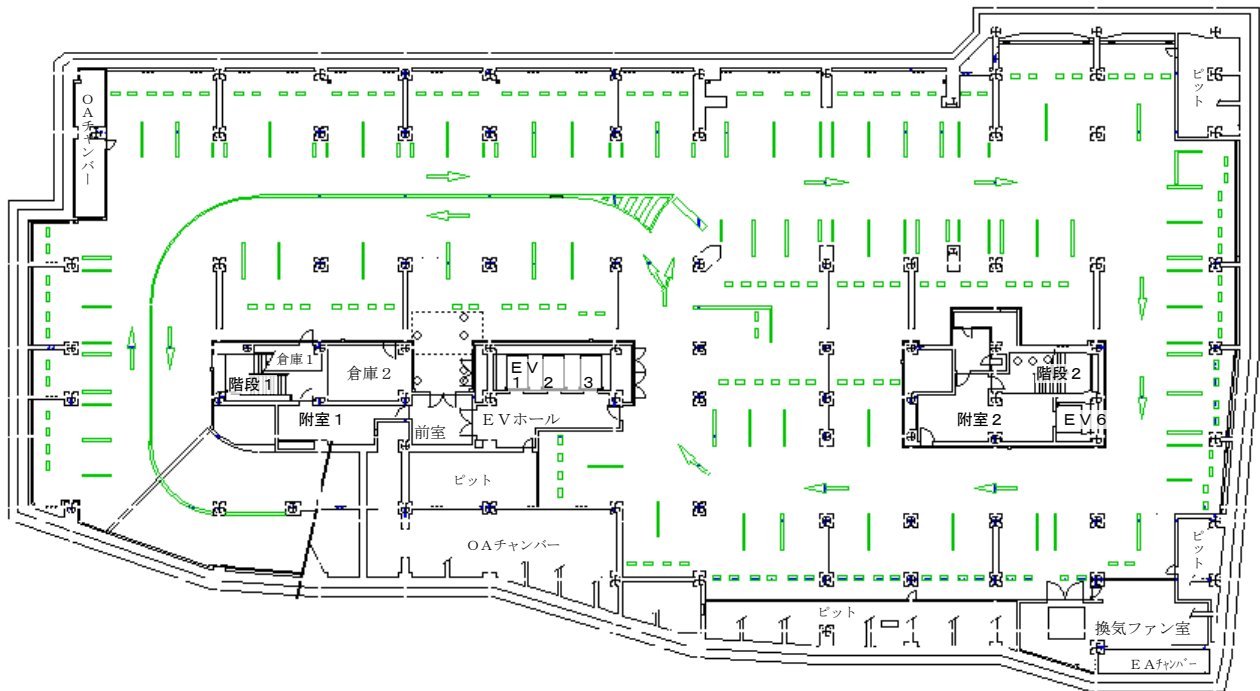 ピット
OAチャンバー
倉庫1
EV
1 2 3
階段1
倉庫2
階段2
附室1
前室
EVホール
附室2
EV6
ピット
OAチャンバー
ピット
ピット
換気ファン室
EAチャンバー